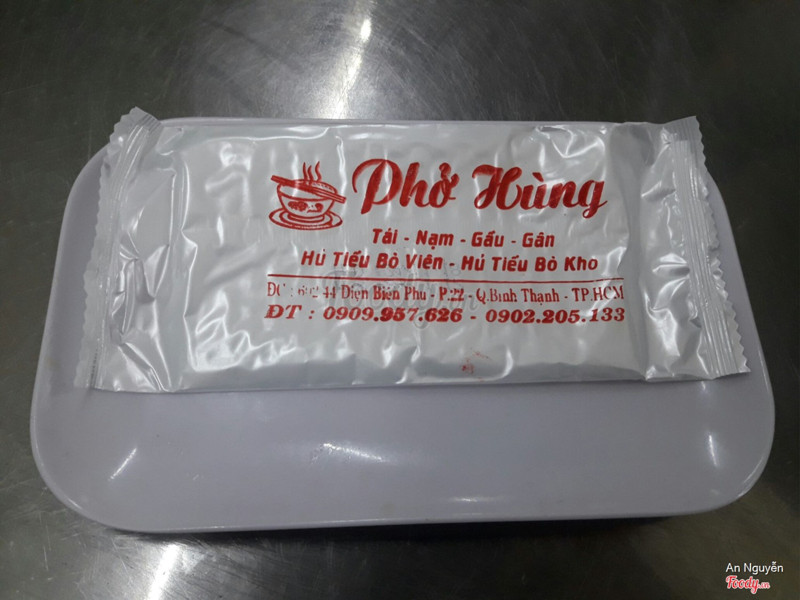 Phở Hùng
Tái - Nạm - Gầu - Gân
Hủ Tiếu Bò Viên - Hủ Tiếu Bò Kho
ĐC : Điện Biên Phủ - P.22 - Q.Bình Thạnh - TP.HCM
ĐT : 0909.957.626 - 0902.205.133
An Nguyễn
Foody.vn